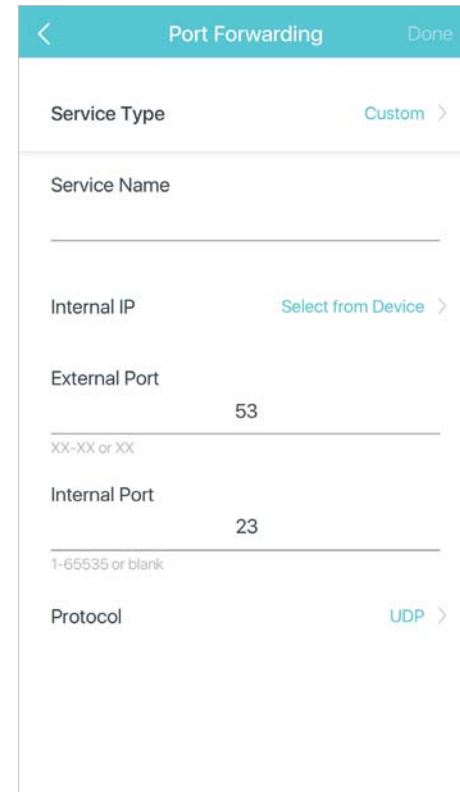 Port Forwarding Done
Service Type Custom
Service Name
Internal IP Select from Device
External Port
53
XX-XX or XX
Internal Port
23
1-65535 or blank
Protocol UDP